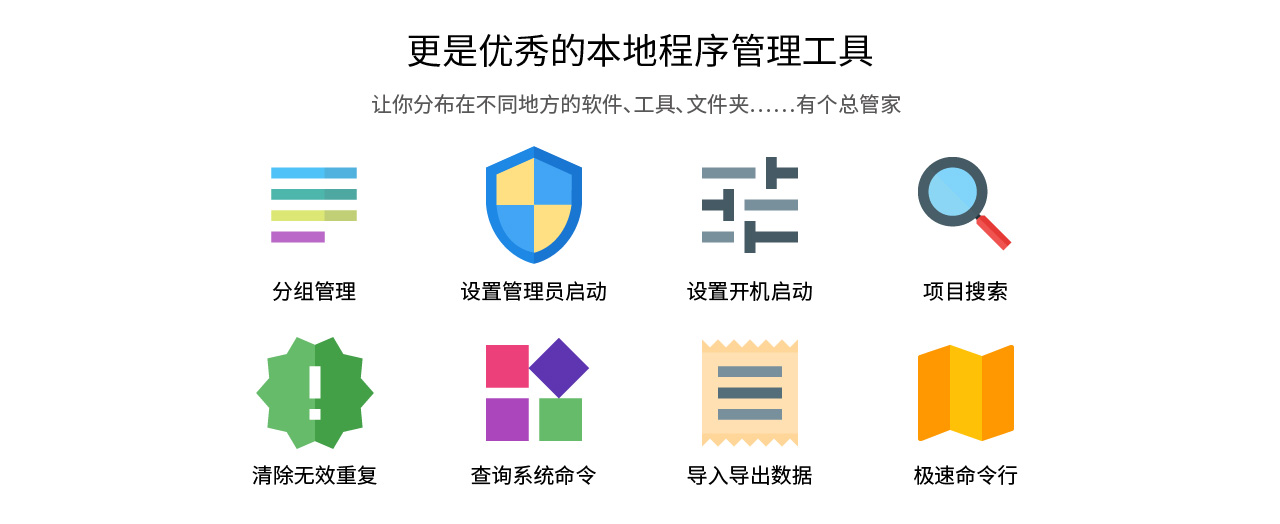 更是优秀的本地程序管理工具
让你分布在不同地方的软件、工具、文件夹......有个总管家
分组管理
设置管理员启动
设置开机启动
项目搜索
清除无效重复
查询系统命令
导入导出数据
极速命令行